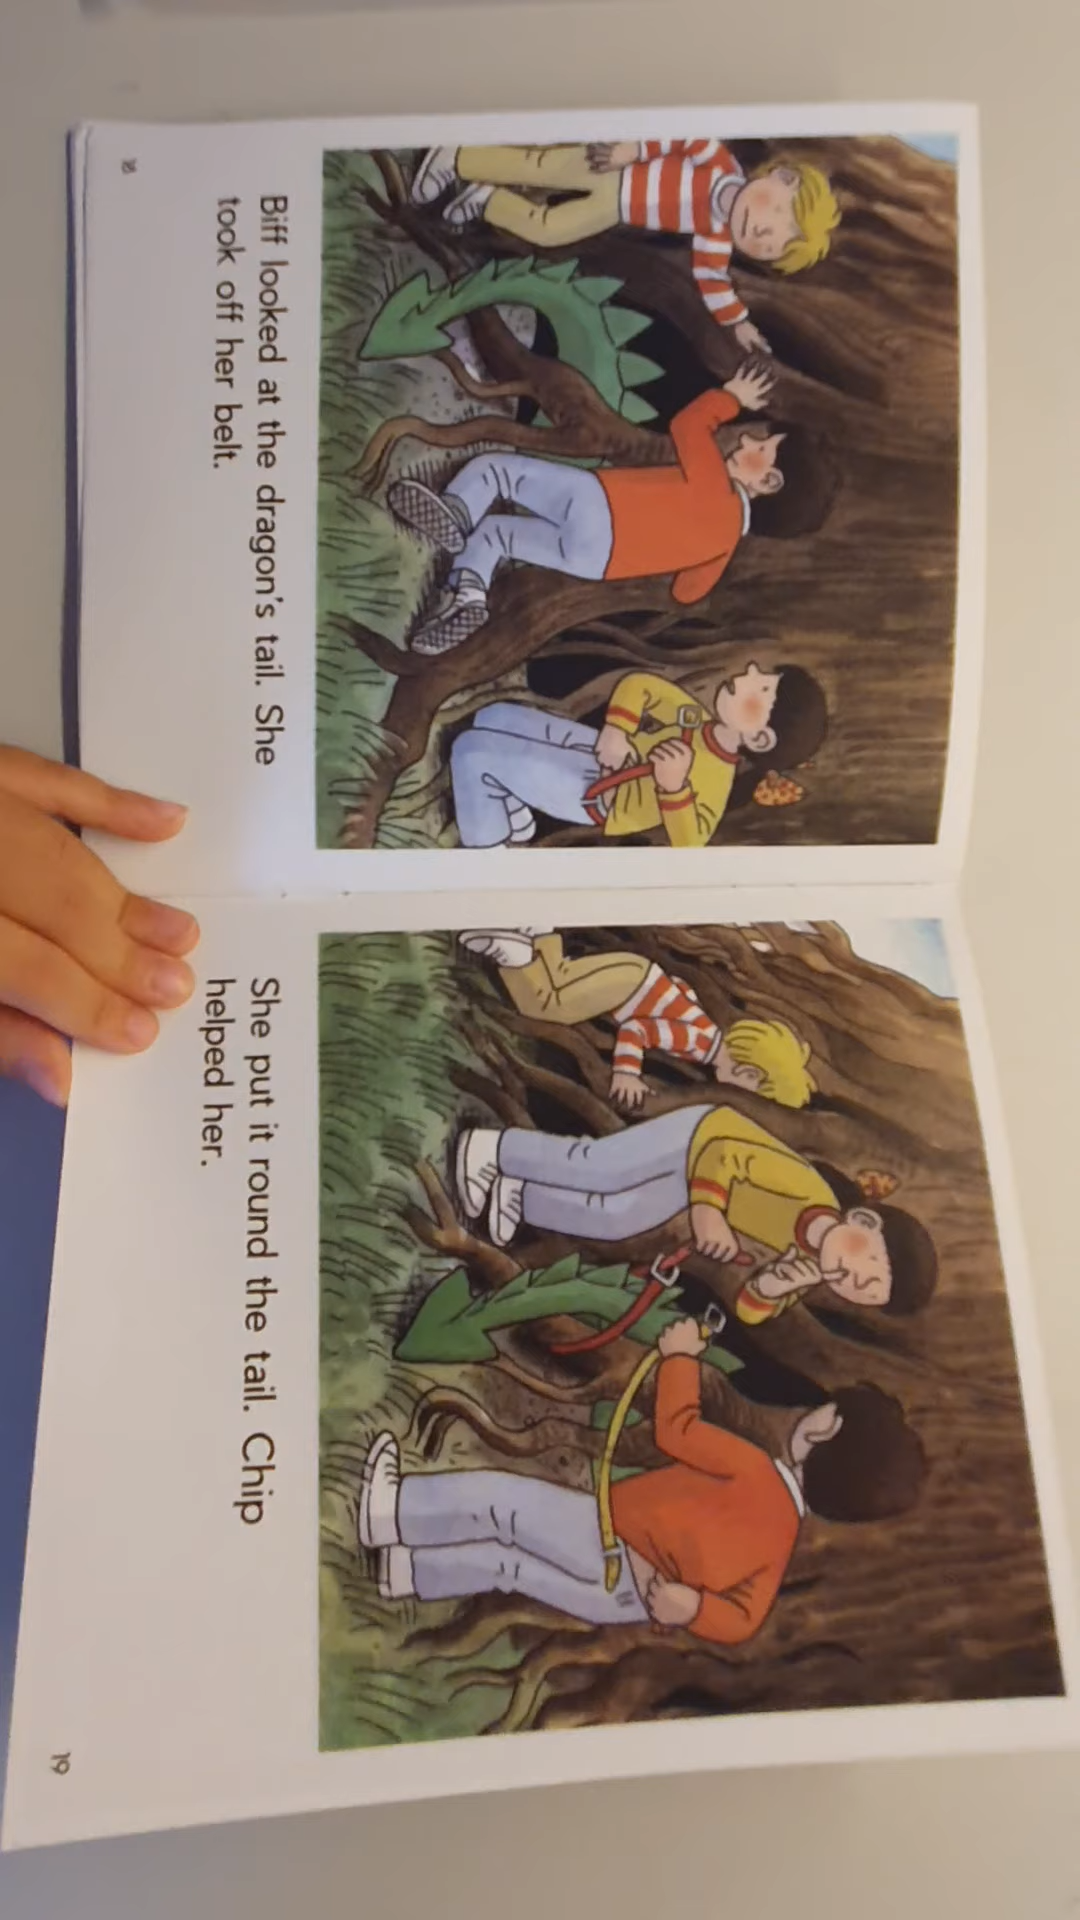 Biff looked at the dragon's tail. She
took off her belt.
18
She put it round the tail. Chip
helped her.
19